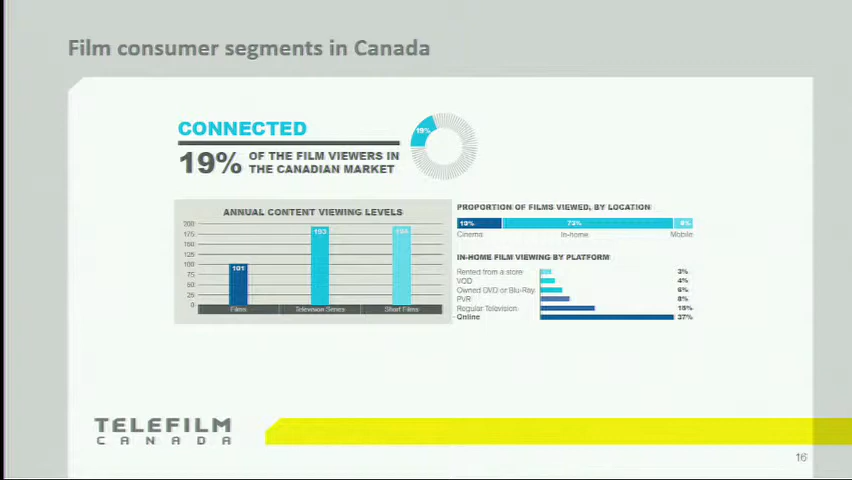 Film consumer segments in Canada
CONNECTED
19%
OF THE FILM VIEWERS IN
THE CANADIAN MARKET
19%
ANNUAL CONTENT VIEWING LEVELS
200
175
150
125
100
75
50
25
0
101
193
Films
Television Series
Short Films
PROPORTION OF FILMS VIEWED, BY LOCATION
19%
73%
8%
Cinema
In-home
Mobile
IN-HOME FILM VIEWING BY PLATFORM
Rented from a store 3%
VOD 4%
Owned DVD or Blu-Ray 6%
PVR 8%
Regular Television 15%
Online 37%
TELEFILM
CANADA
16